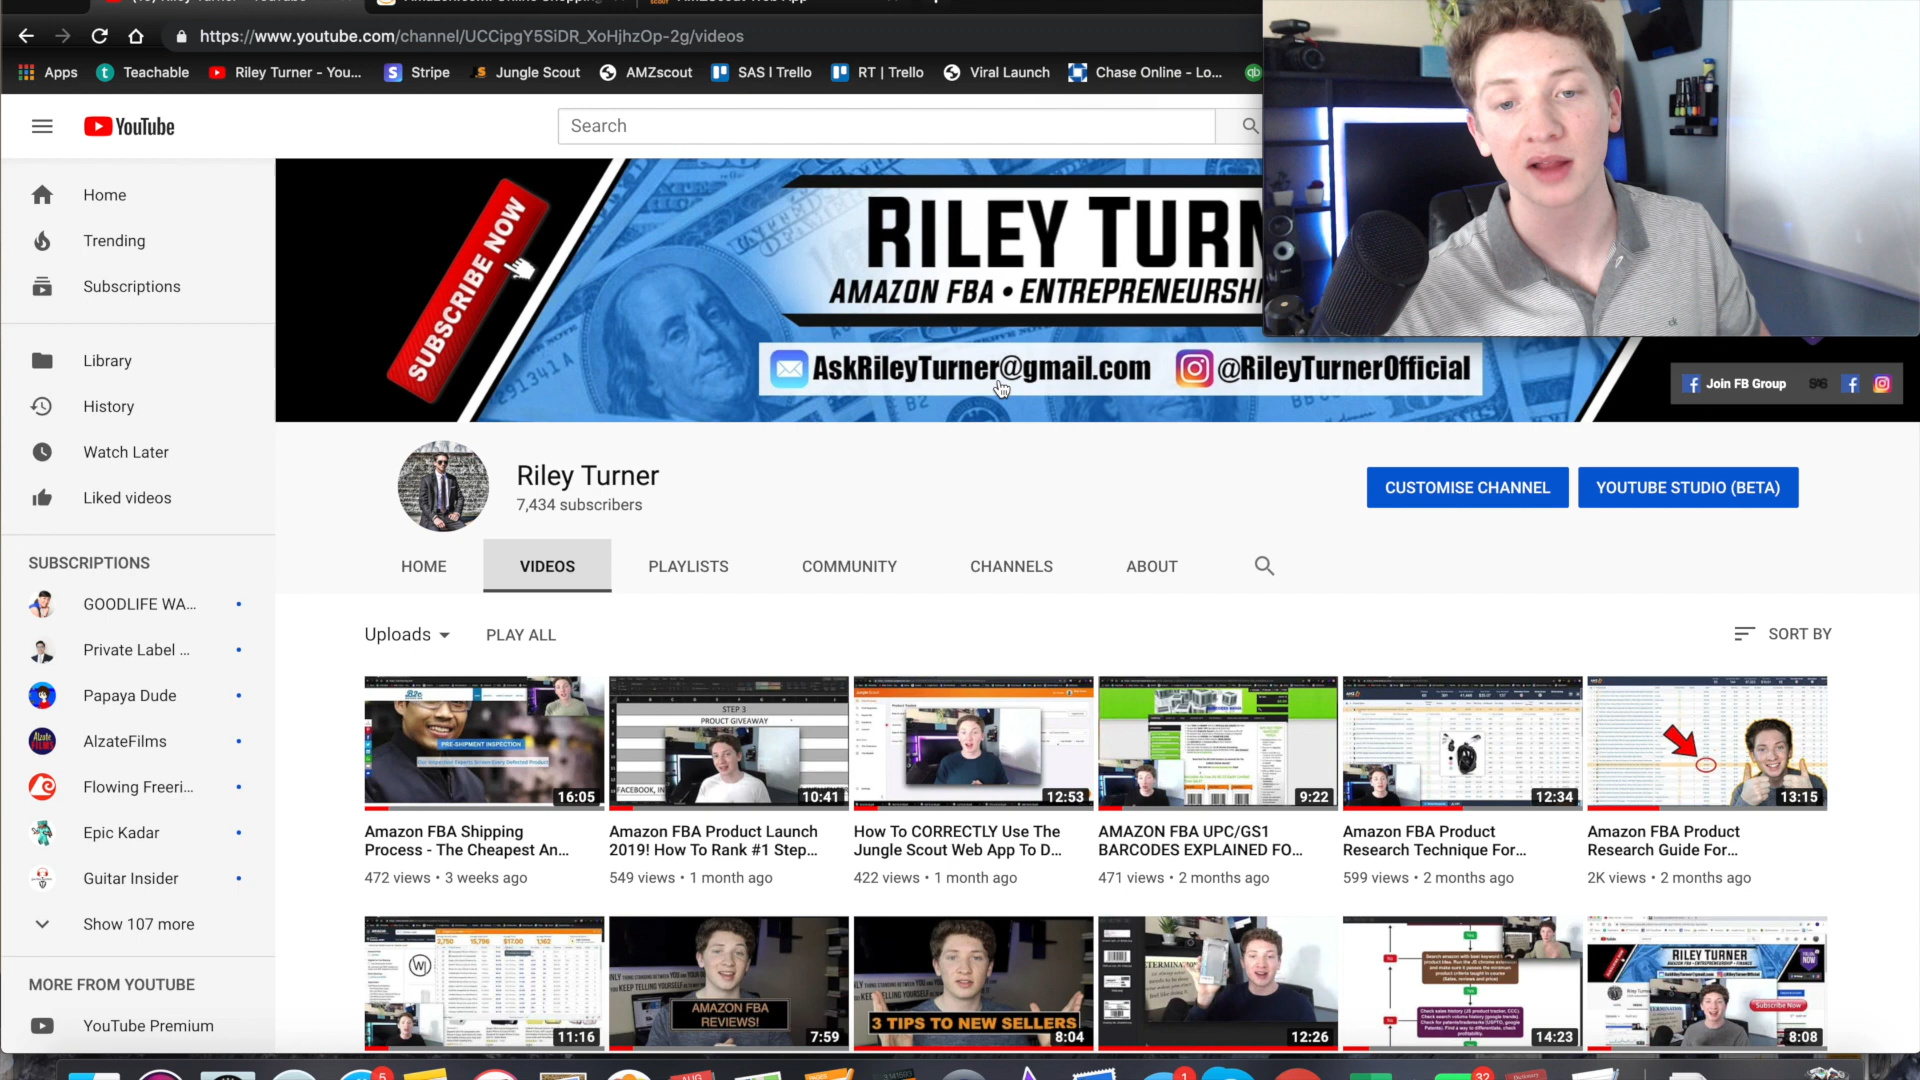 https://www.youtube.com/channel/UCCipgY5SiDR_XoHjhzOp-2g/videos
Apps
Teachable
Riley Turner - You...
Stripe
Jungle Scout
AMZscout
SAS | Trello
RT | Trello
Viral Launch
Chase Online - Lo...
YouTube
Search
Home
Trending
Subscriptions
Library
History
Watch Later
Liked videos
SUBSCRIPTIONS
GOODLIFE WA...
Private Label ...
Papaya Dude
AlzateFilms
Flowing Freeri...
Epic Kadar
Guitar Insider
Show 107 more
MORE FROM YOUTUBE
YouTube Premium
SUBSCRIBE NOW
RILEY TURN
AMAZON FBA • ENTREPRENEURSHI
AskRileyTurner@gmail.com
@RileyTurnerOfficial
Join FB Group
Riley Turner
7,434 subscribers
CUSTOMISE CHANNEL
YOUTUBE STUDIO (BETA)
HOME
VIDEOS
PLAYLISTS
COMMUNITY
CHANNELS
ABOUT
Uploads
PLAY ALL
SORT BY
PRE-SHIPMENT INSPECTION
16:05
Amazon FBA Shipping
Process - The Cheapest An...
472 views • 3 weeks ago
STEP 3
PRODUCT GIVEAWAY
10:41
Amazon FBA Product Launch
2019! How To Rank #1 Step...
549 views • 1 month ago
12:53
How To CORRECTLY Use The
Jungle Scout Web App To D...
422 views • 1 month ago
9:22
AMAZON FBA UPC/GS1
BARCODES EXPLAINED FO...
471 views • 2 months ago
12:34
Amazon FBA Product
Research Technique For...
599 views • 2 months ago
13:15
Amazon FBA Product
Research Guide For...
2K views • 2 months ago
11:16
AMAZON FBA
REVIEWS!
7:59
3 TIPS TO NEW SELLERS
8:04
12:26
14:23
RILEY TURNER
8:08